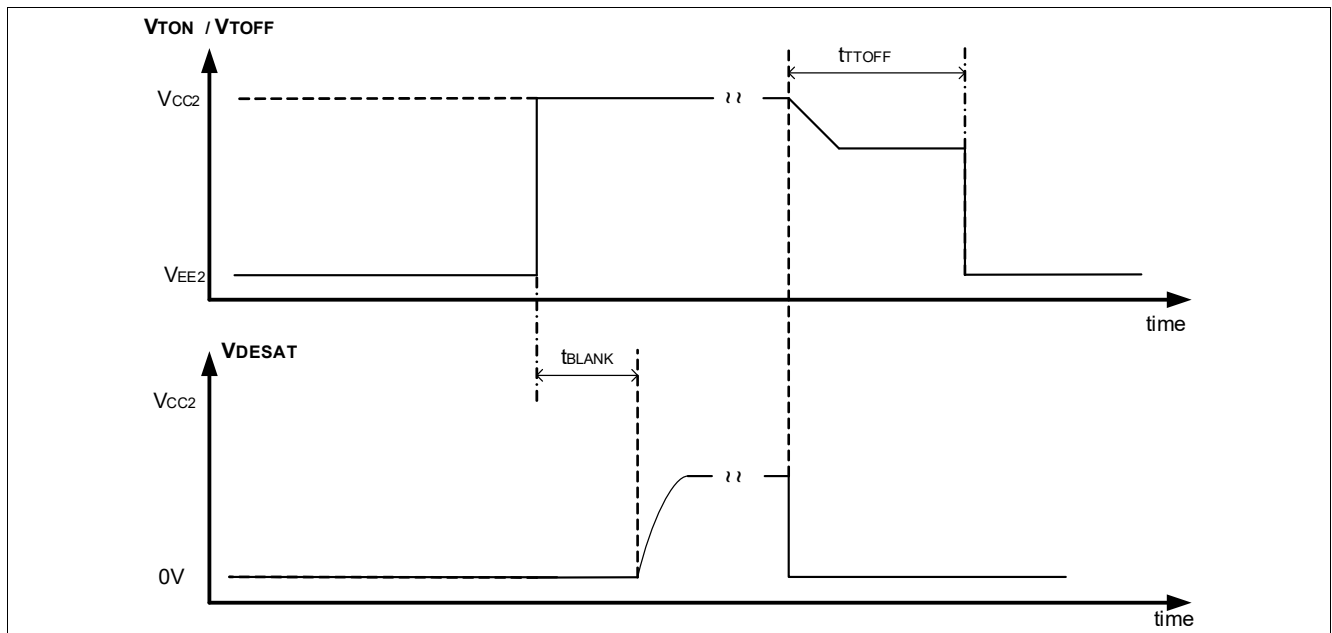 VTON / VTOFF
tTTOFF
VCC2
VEE2
time
VDESAT
tBLANK
VCC2
0V
time